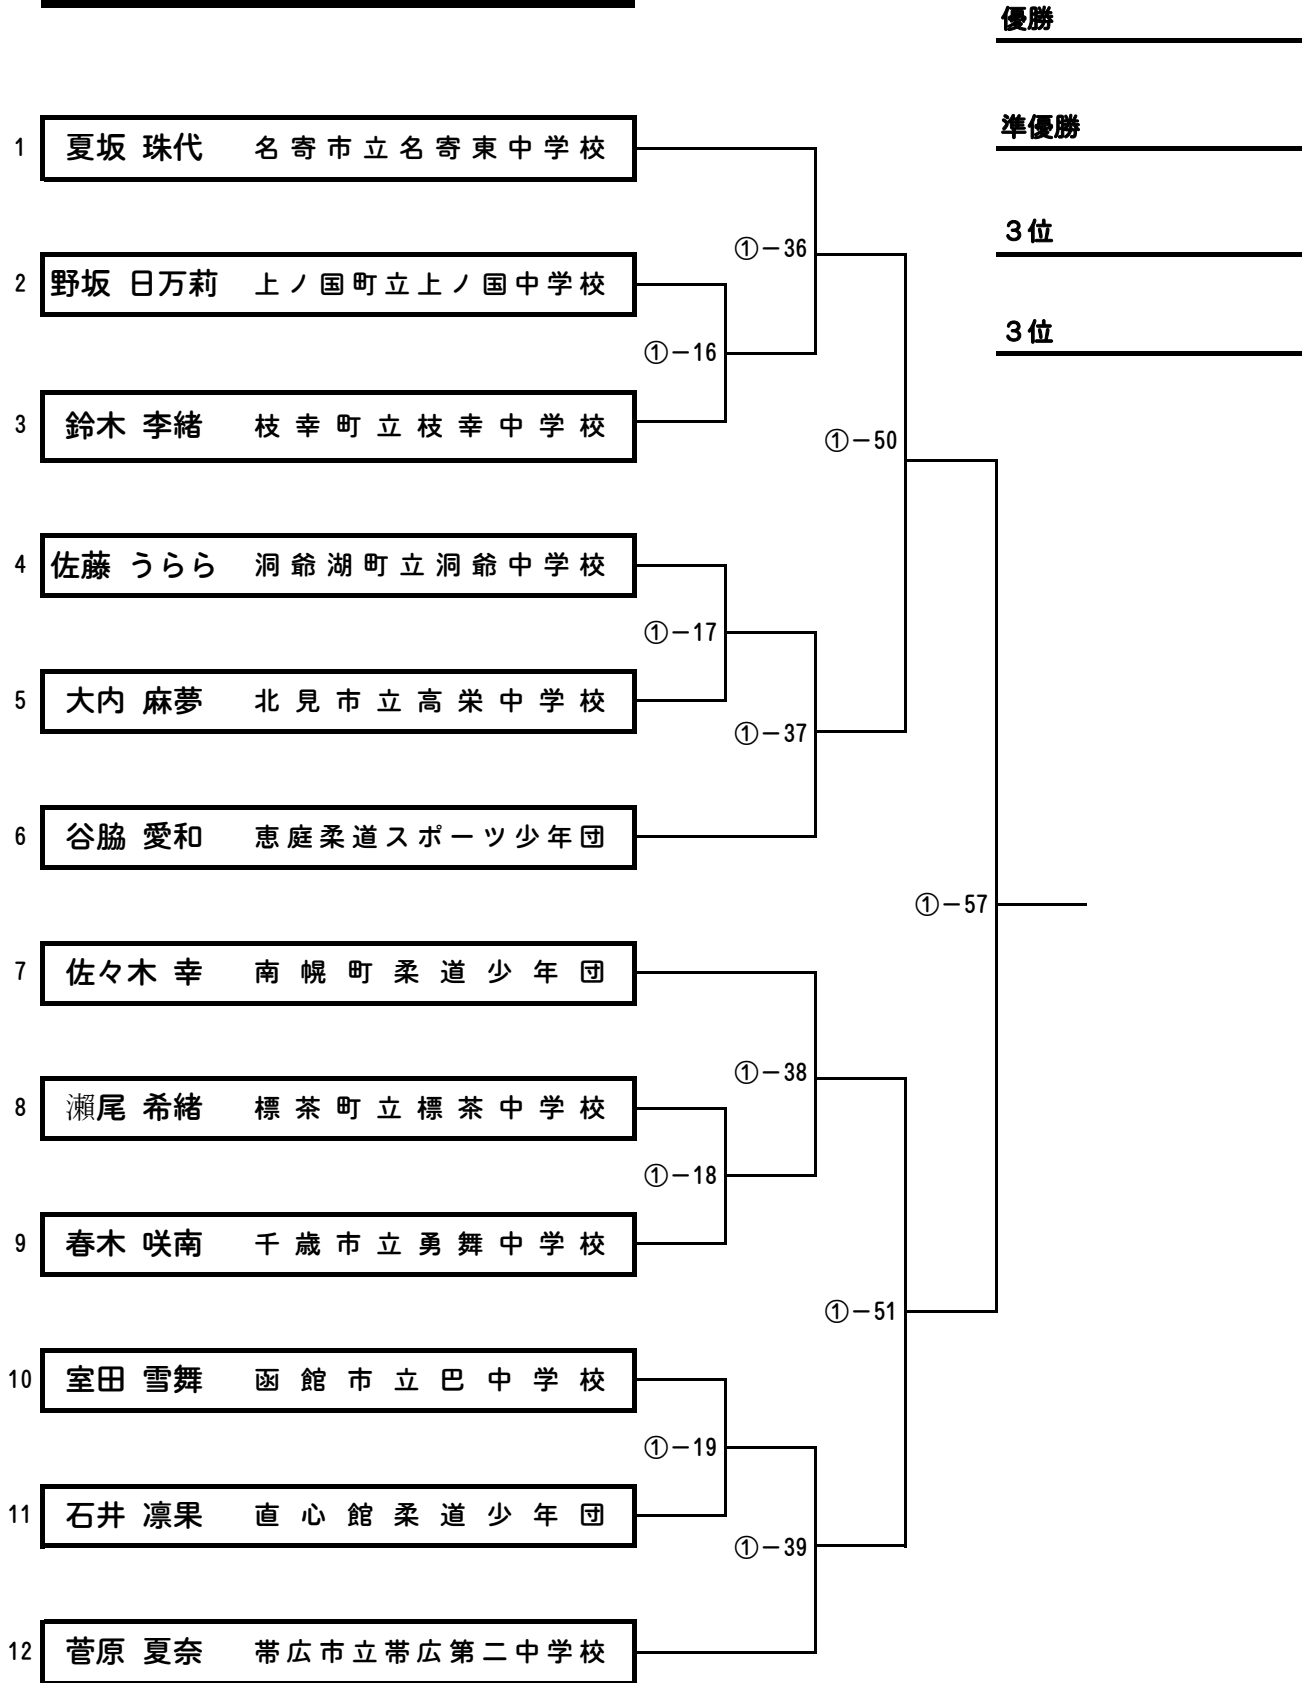 優勝
準優勝
３位
３位
1 夏坂 珠代 名寄市立名寄東中学校
①－36
2 野坂 日万莉 上ノ国町立上ノ国中学校
①－16
3 鈴木 李緒 枝幸町立枝幸中学校
①－50
4 佐藤 うらら 洞爺湖町立洞爺中学校
①－17
5 大内 麻夢 北見市立高栄中学校
①－37
6 谷脇 愛和 恵庭柔道スポーツ少年団
①－57
7 佐々木 幸 南幌町柔道少年団
①－38
8 瀨尾 希緒 標茶町立標茶中学校
①－18
9 春木 咲南 千歳市立勇舞中学校
①－51
10 室田 雪舞 函館市立巴中学校
①－19
11 石井 凛果 直心館柔道少年団
①－39
12 菅原 夏奈 帯広市立帯広第二中学校